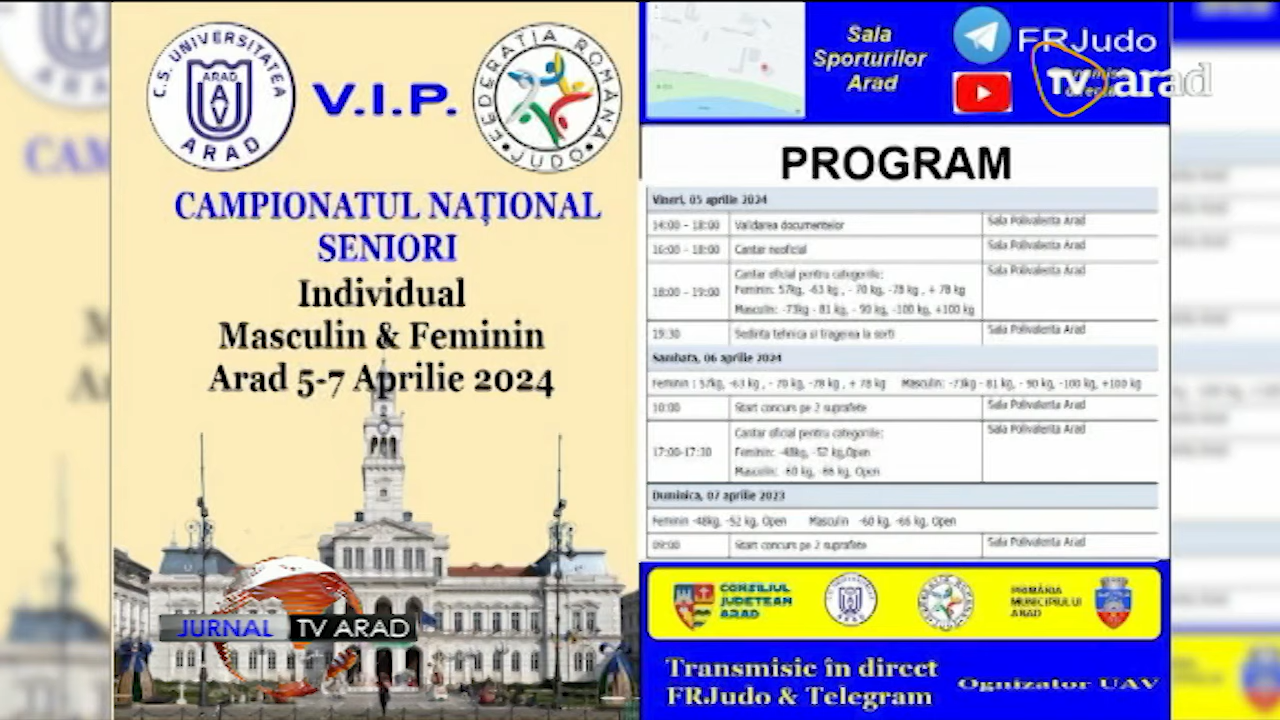 C.S. UNIVERSITATEA
ARAD
ARAD
V.I.P.
FEDERAȚIA ROMÂNĂ
JUDO
CAMPIONATUL NAȚIONAL
SENIORI
Individual
Masculin & Feminin
Arad 5-7 Aprilie 2024
JURNAL TV ARAD
Sala
Sporturilor
Arad
FRJudo
TV arad
PROGRAM
Vineri, 05 aprilie 2024
14:00 - 18:00 Validarea documentelor Sala Polivalenta Arad
16:00 - 18:00 Cantar neoficial Sala Polivalenta Arad
18:00 - 19:00 Cantar oficial pentru categoriile: Sala Polivalenta Arad
Feminin: 57kg, -63 kg , - 70 kg, -78 kg , + 78 kg
Masculin: -73kg - 81 kg, - 90 kg, -100 kg, +100 kg
19:30 Sedinta tehnica si tragerea la sorti Sala Polivalenta Arad
Sambata, 06 aprilie 2024
Feminin : 57kg, -63 kg , - 70 kg, -78 kg , + 78 kg Masculin: -73kg - 81 kg, - 90 kg, -100 kg, +100 kg
10:00 Start concurs pe 2 suprafete Sala Polivalenta Arad
17:00-17:30 Cantar oficial pentru categoriile: Sala Polivalenta Arad
Feminin: -48kg, -52 kg,Open
Masculin: -60 kg, -66 kg, Open
Duminica, 07 aprilie 2023
Feminin -48kg, -52 kg, Open Masculin -60 kg, -66 kg, Open
09:00 Start concurs pe 2 suprafete Sala Polivalenta Arad
CONSILIUL
JUDETEAN
ARAD
PRIMĂRIA
MUNICIPIULUI
ARAD
Transmisie în direct
FRJudo & Telegram
Ognizator UAV